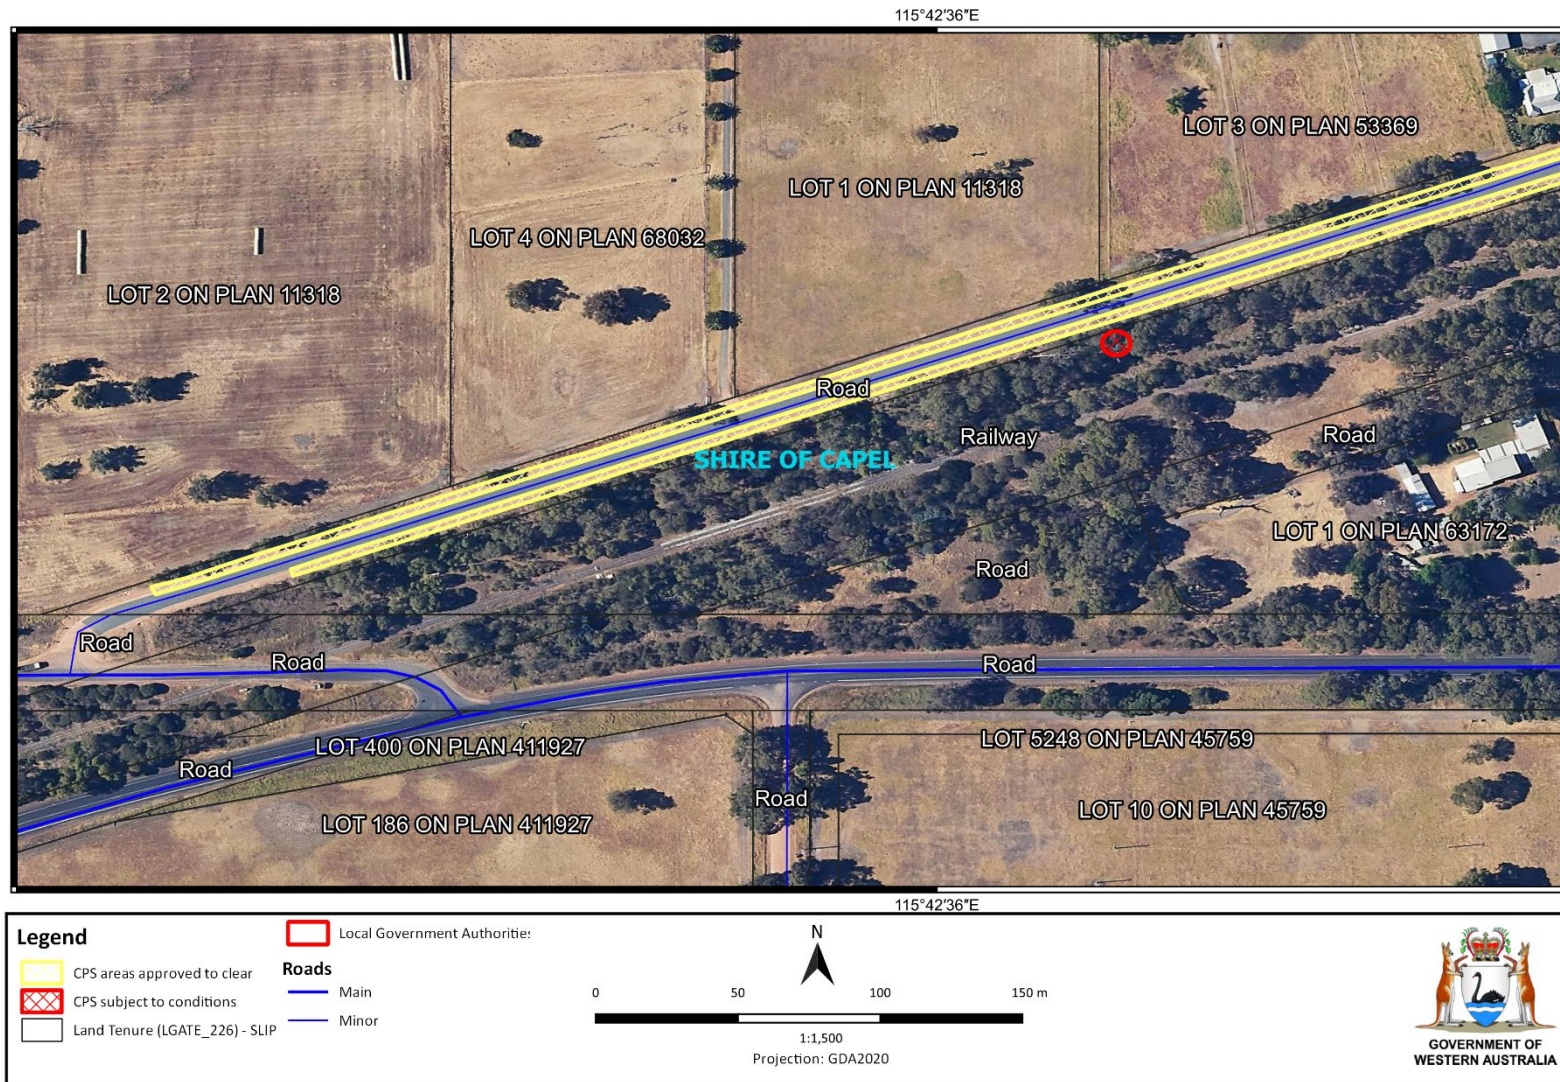 115°42'36"E
LOT 3 ON PLAN 53369
LOT 1 ON PLAN 11318
LOT 4 ON PLAN 68032
LOT 2 ON PLAN 11318
Road
Railway
Road
SHIRE OF CAPEL
LOT 1 ON PLAN 63172
Road
Road
Road
Road
LOT 400 ON PLAN 411927
LOT 5248 ON PLAN 45759
Road
Road
LOT 10 ON PLAN 45759
LOT 186 ON PLAN 411927
115°42'36"E
Legend
CPS areas approved to clear
CPS subject to conditions
Land Tenure (LGATE_226) - SLIP
Local Government Authorities
Roads
Main
Minor
N
0 50 100 150 m
1:1,500
Projection: GDA2020
GOVERNMENT OF
WESTERN AUSTRALIA